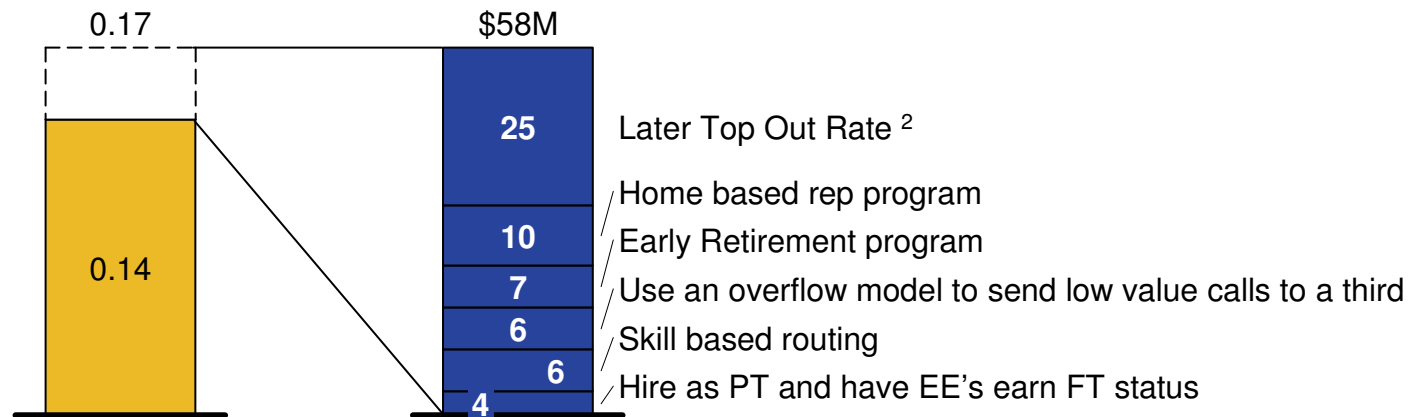 0.17
$58M
25
Later Top Out Rate ²
Home based rep program
10
Early Retirement program
0.14
7
Use an overflow model to send low value calls to a third
6
Skill based routing
6
Hire as PT and have EE's earn FT status
4